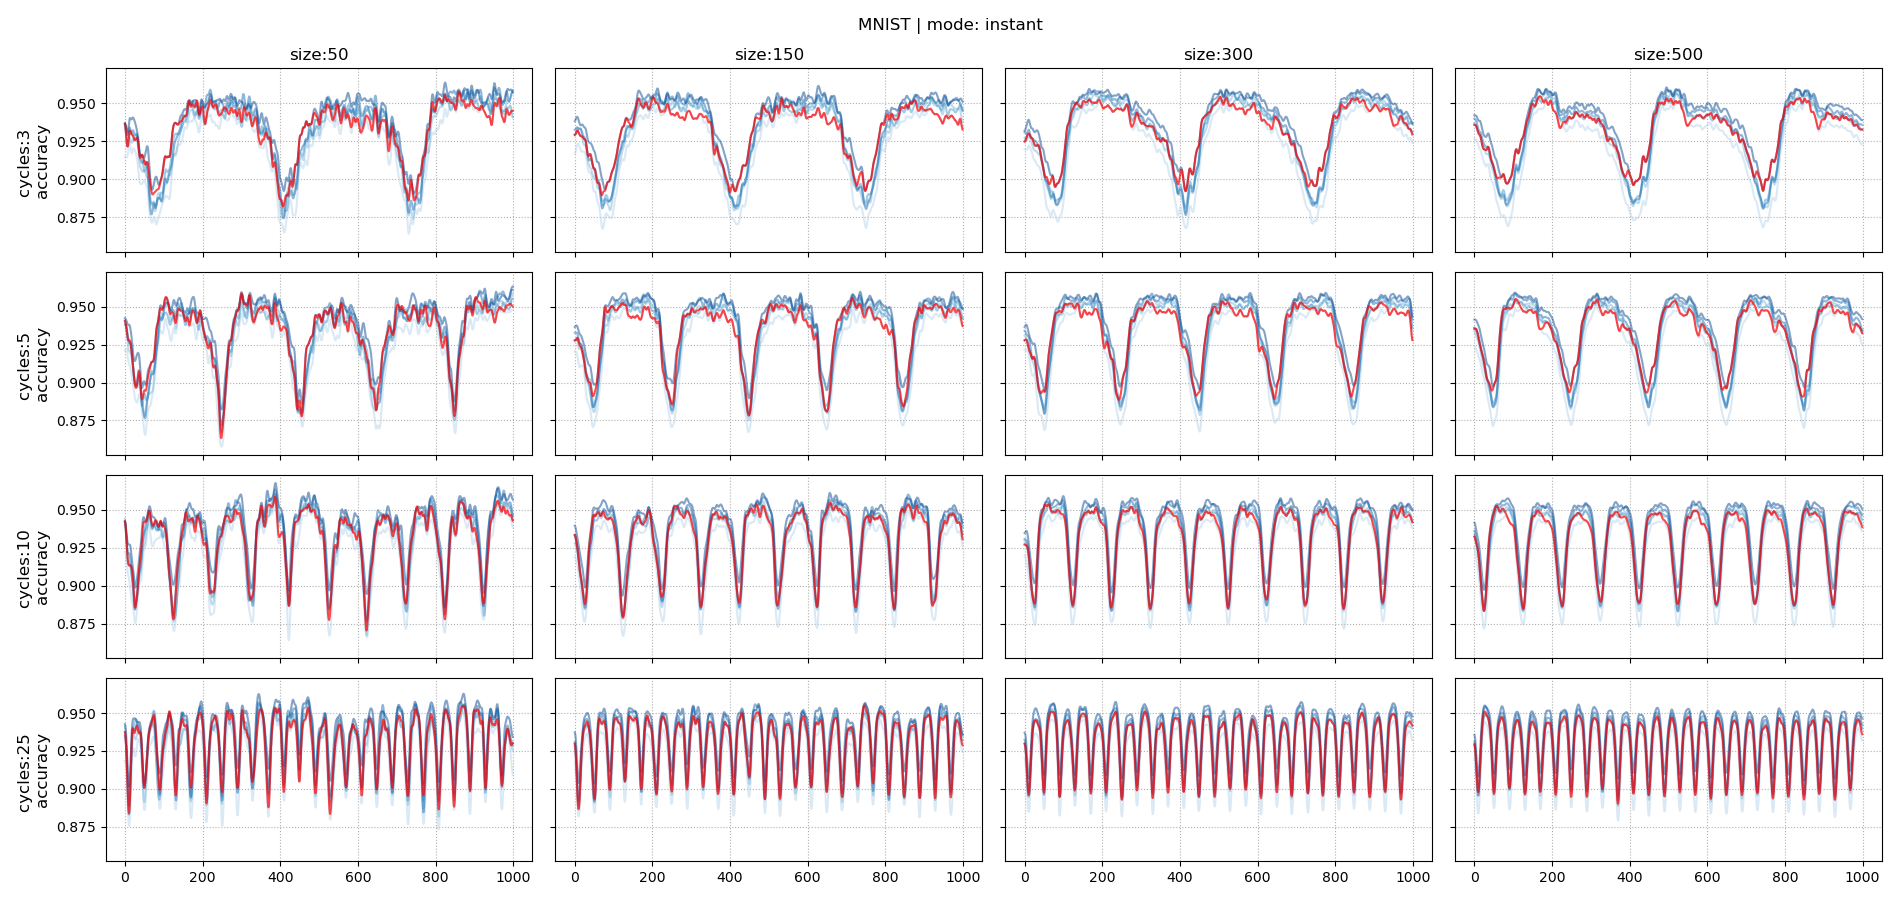 MNIST | mode: instant
size:50 size:150 size:300 size:500
cycles:3
accuracy
0.950
0.925
0.900
0.875
cycles:5
accuracy
0.950
0.925
0.900
0.875
cycles:10
accuracy
0.950
0.925
0.900
0.875
cycles:25
accuracy
0.950
0.925
0.900
0.875
0 200 400 600 800 1000 0 200 400 600 800 1000 0 200 400 600 800 1000 0 200 400 600 800 1000